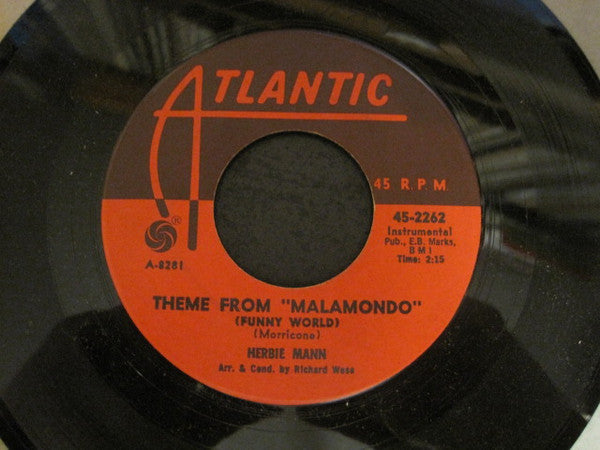 ATLANTIC
45 R.P.M.
®
45-2262
Instrumental
Pub., E.B. Marks,
BMI
Time: 2:15
A-8281
THEME FROM "MALAMONDO"
(FUNNY WORLD)
(Morricone)
HERBIE MANN
Arr. & Cond. by Richard Wess